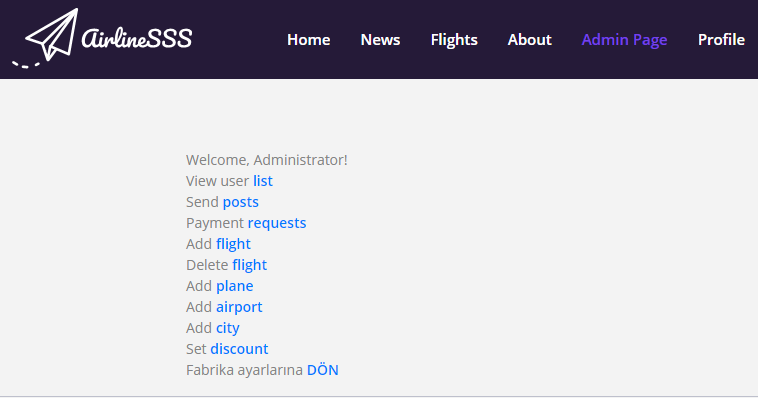 AirlineSSS
Home News Flights About Admin Page Profile
Welcome, Administrator!
View user list
Send posts
Payment requests
Add flight
Delete flight
Add plane
Add airport
Add city
Set discount
Fabrika ayarlarına DÖN